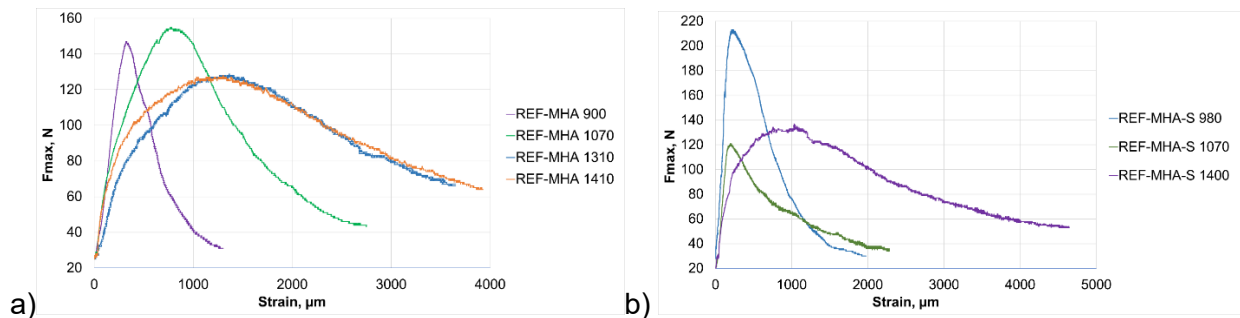 a)
Fmax, N
160
140
120
100
80
60
40
20
0
1000
2000
3000
4000
Strain, µm
REF-MHA 900
REF-MHA 1070
REF-MHA 1310
REF-MHA 1410
b)
Fmax, N
220
200
180
160
140
120
100
80
60
40
20
0
1000
2000
3000
4000
5000
Strain, µm
REF-MHA-S 980
REF-MHA-S 1070
REF-MHA-S 1400